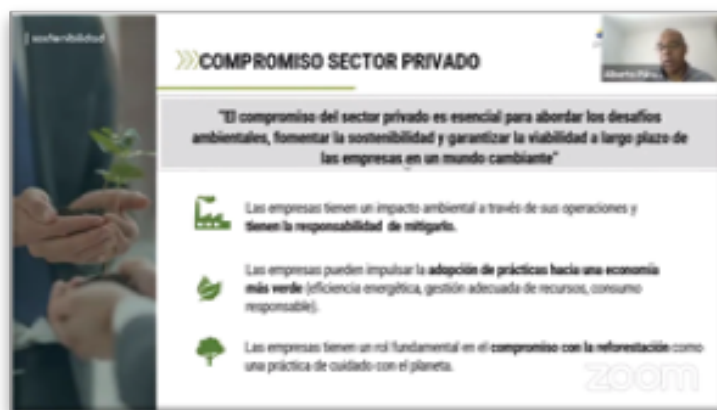 sostenibilidad
COMPROMISO SECTOR PRIVADO
"El compromiso del sector privado es esencial para abordar los desafíos
ambientales, fomentar la sostenibilidad y garantizar la viabilidad a largo plazo de
las empresas en un mundo cambiante"
Las empresas tienen un impacto ambiental a través de sus operaciones y
tienen la responsabilidad de mitigarlo.
Las empresas pueden impulsar la adopción de prácticas hacia una economía
más verde (eficiencia energética, gestión adecuada de recursos, consumo
responsable).
Las empresas tienen un rol fundamental en el compromiso con la reforestación como
una práctica de cuidado con el planeta.
Alberto
zoom